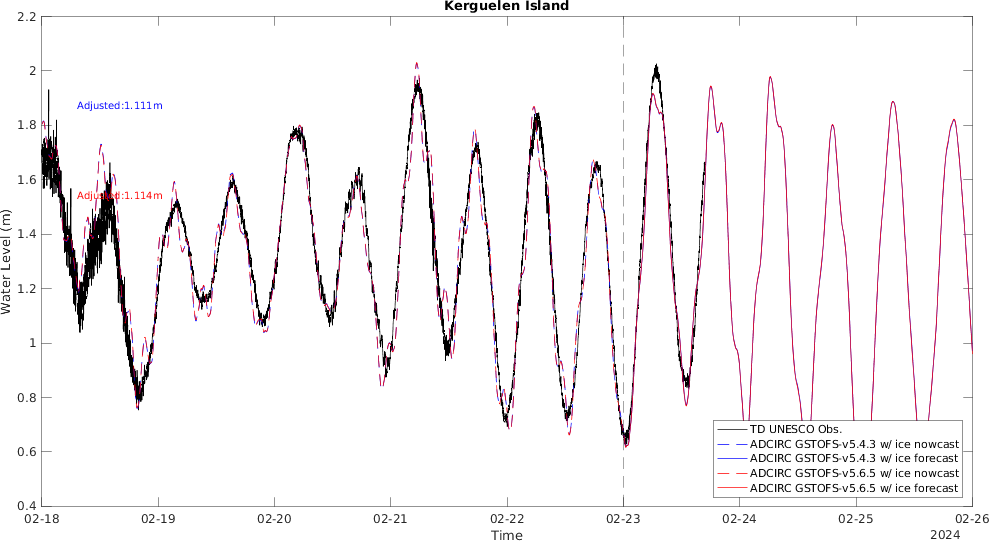 Kerguelen Island
2.2
2
1.8
1.6
1.4
1.2
1
0.8
0.6
0.4
Water Level (m)
Adjusted:1.111m
Adjusted:1.114m
TD UNESCO Obs.
ADCIRC GSTOFS-v5.4.3 w/ ice nowcast
ADCIRC GSTOFS-v5.4.3 w/ ice forecast
ADCIRC GSTOFS-v5.6.5 w/ ice nowcast
ADCIRC GSTOFS-v5.6.5 w/ ice forecast
02-18 02-19 02-20 02-21 02-22 02-23 02-24 02-25 02-26
Time
2024